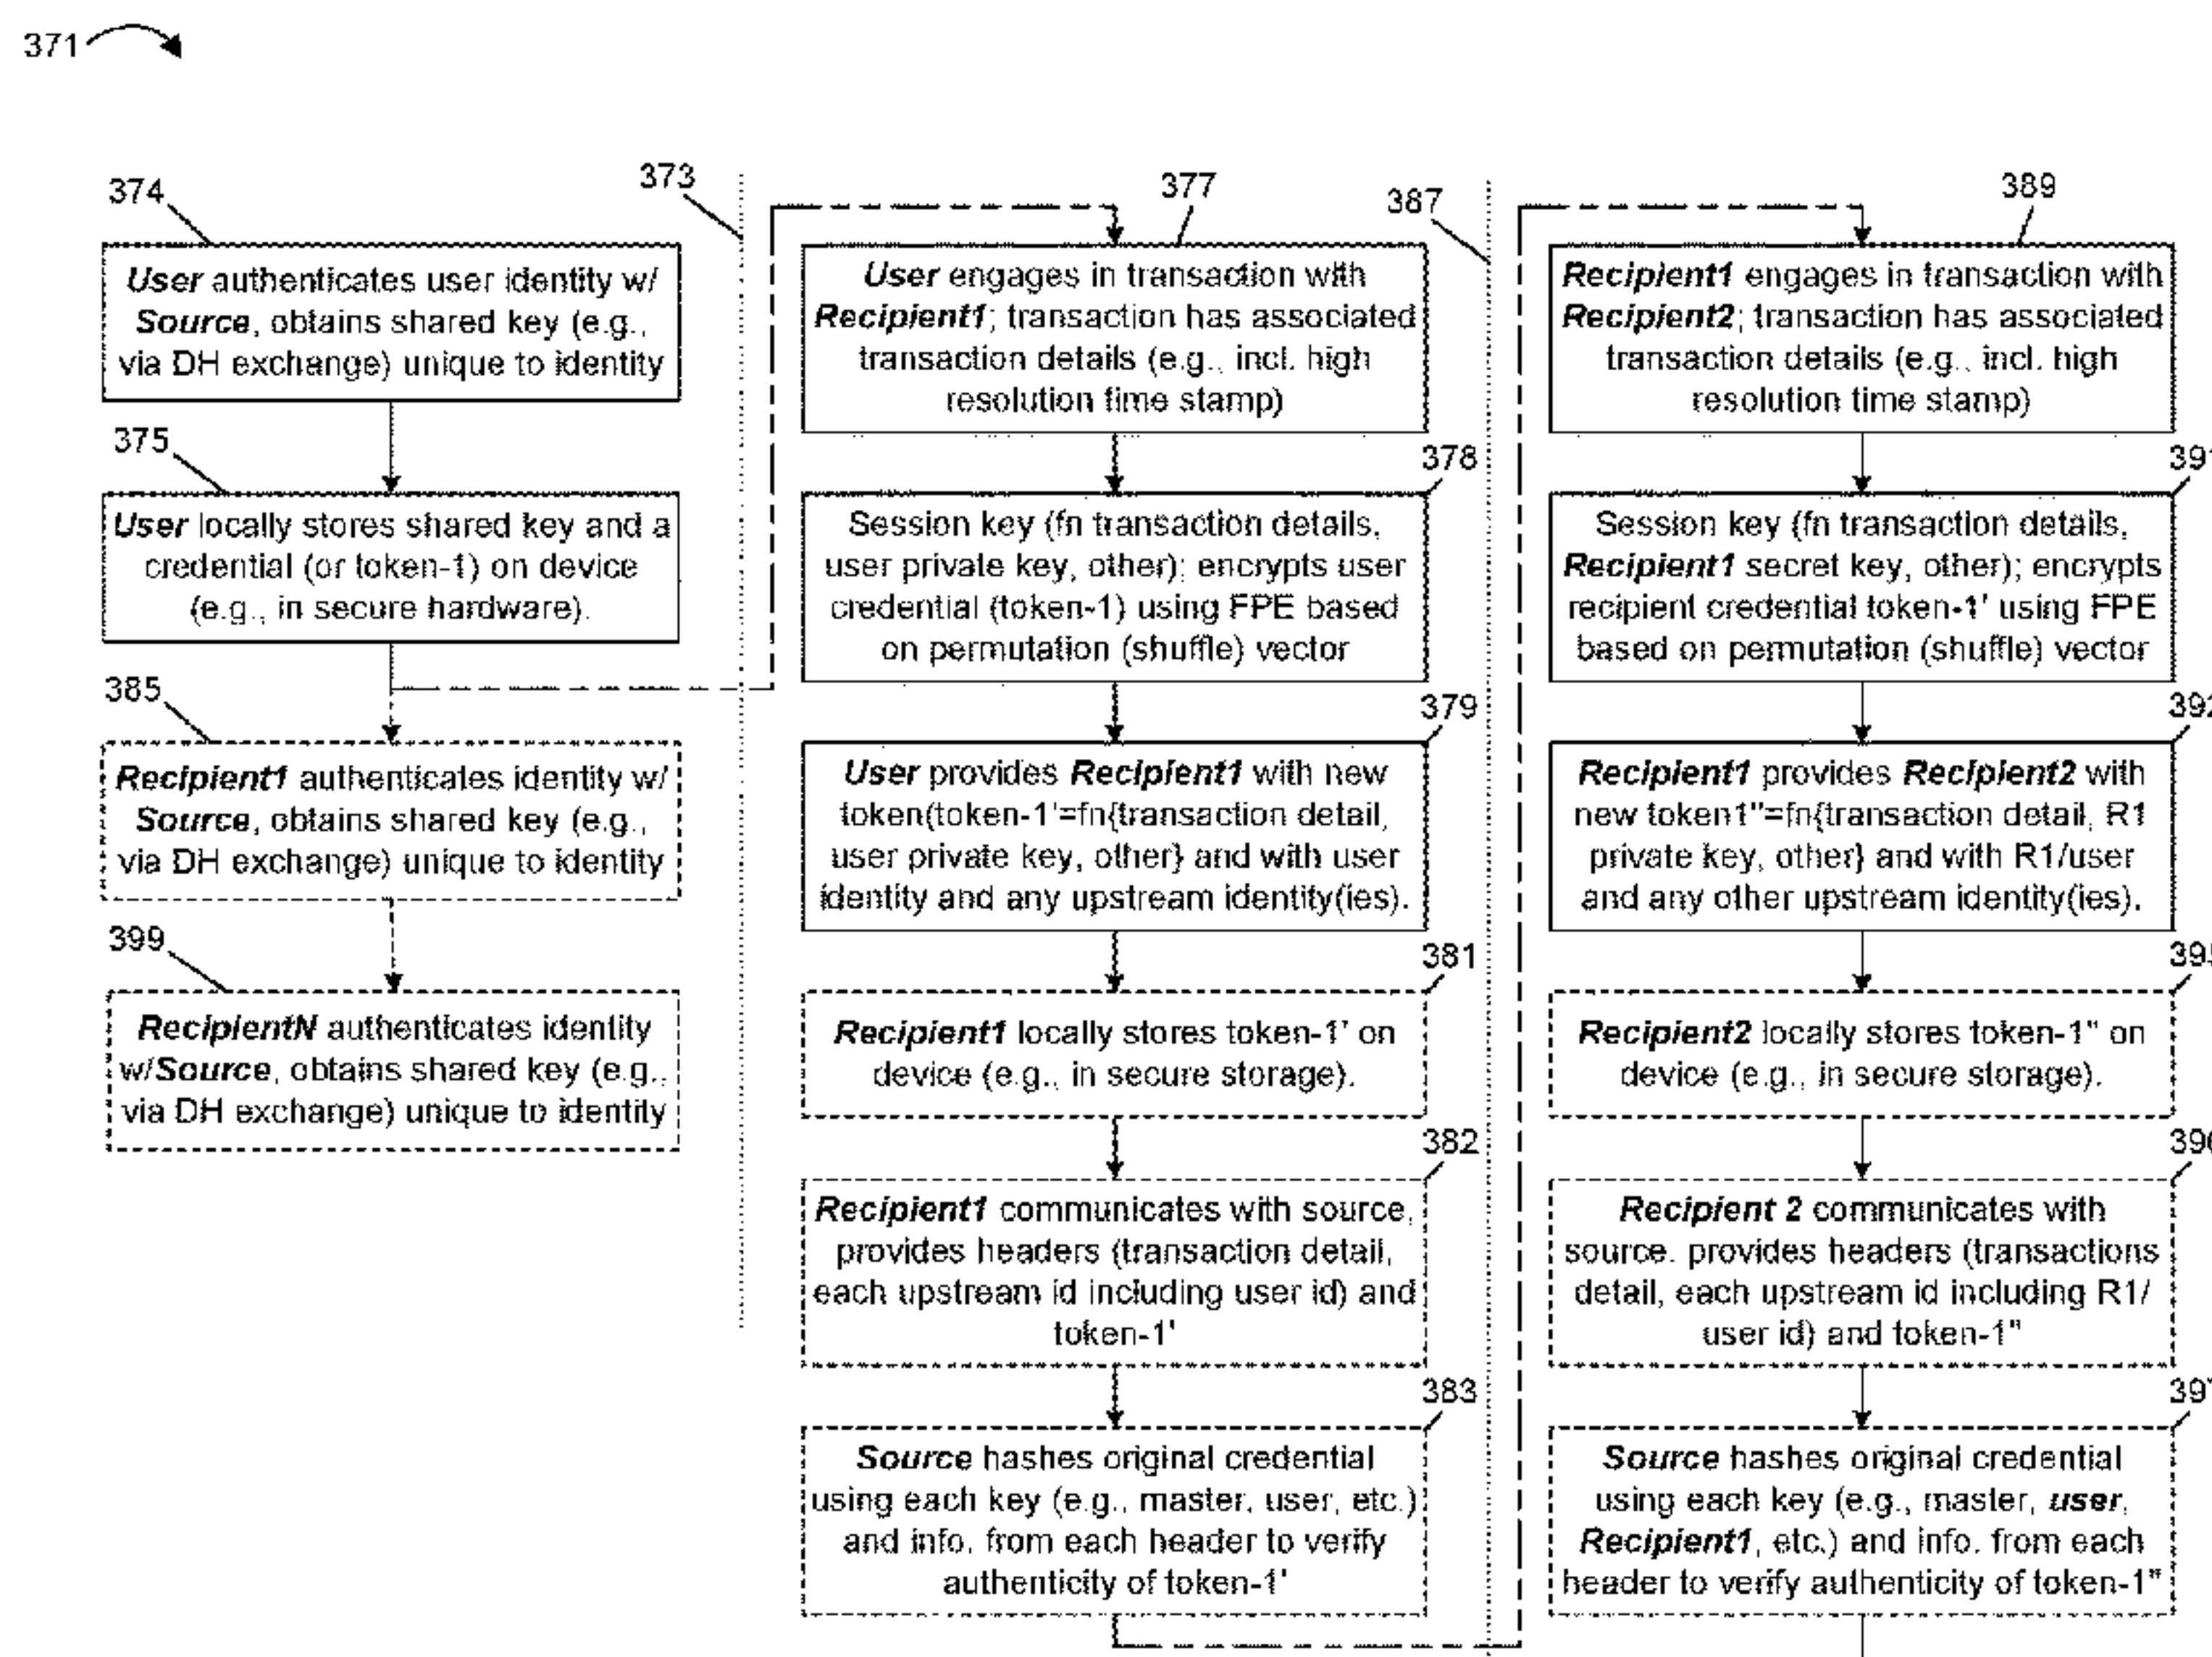 371
374
User authenticates user identity w/
Source, obtains shared key (e.g.,
via DH exchange) unique to identity
375
User locally stores shared key and a
credential (or token-1) on device
(e.g., in secure hardware).
385
Recipient1 authenticates identity w/
Source, obtains shared key (e.g.,
via DH exchange) unique to identity
399
RecipientN authenticates identity
w/Source, obtains shared key (e.g.,
via DH exchange) unique to identity
373
377
User engages in transaction with
Recipient1; transaction has associated
transaction details (e.g., incl. high
resolution time stamp)
378
Session key (fn transaction details,
user private key, other); encrypts user
credential (token-1) using FPE based
on permutation (shuffle) vector
379
User provides Recipient1 with new
token(token-1'=fn{transaction detail,
user private key, other} and with user
identity and any upstream identity(ies).
381
Recipient1 locally stores token-1' on
device (e.g., in secure storage).
382
Recipient1 communicates with source,
provides headers (transaction detail,
each upstream id including user id) and
token-1'
383
Source hashes original credential
using each key (e.g., master, user, etc.)
and info. from each header to verify
authenticity of token-1'
387
389
Recipient1 engages in transaction with
Recipient2; transaction has associated
transaction details (e.g., incl. high
resolution time stamp)
391
Session key (fn transaction details,
Recipient1 secret key, other); encrypts
recipient credential token-1' using FPE
based on permutation (shuffle) vector
392
Recipient1 provides Recipient2 with
new token1"=fn{transaction detail, R1
private key, other} and with R1/user
and any other upstream identity(ies).
395
Recipient2 locally stores token-1" on
device (e.g., in secure storage).
396
Recipient 2 communicates with
source. provides headers (transactions
detail, each upstream id including R1/
user id) and token-1"
397
Source hashes original credential
using each key (e.g., master, user,
Recipient1, etc.) and info. from each
header to verify authenticity of token-1"